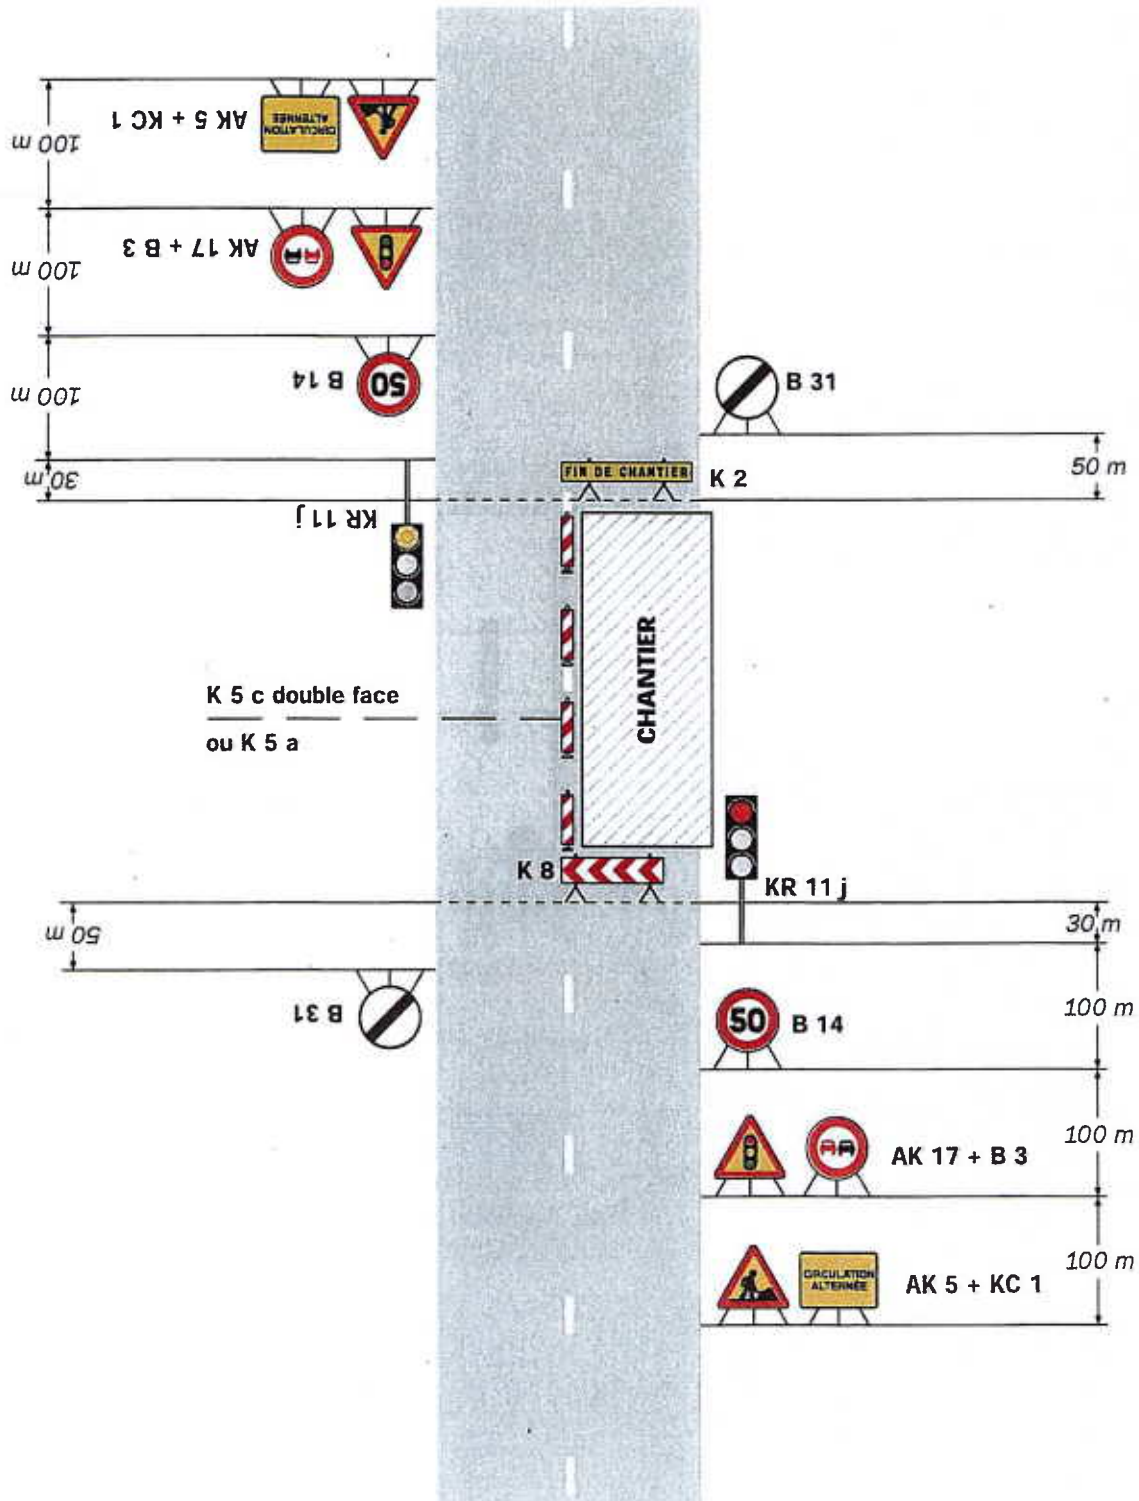 AK 5 + KC 1
CIRCULATION
ALTERNÉE
100 m
AK 17 + B 3
100 m
B 14
50
100 m
B 31
50 m
30 m
FIN DE CHANTIER
K 2
KR 11 j
K 5 c double face
ou K 5 a
CHANTIER
K 8
KR 11 j
30 m
50 m
B 31
50
B 14
100 m
AK 17 + B 3
100 m
CIRCULATION
ALTERNÉE
AK 5 + KC 1
100 m